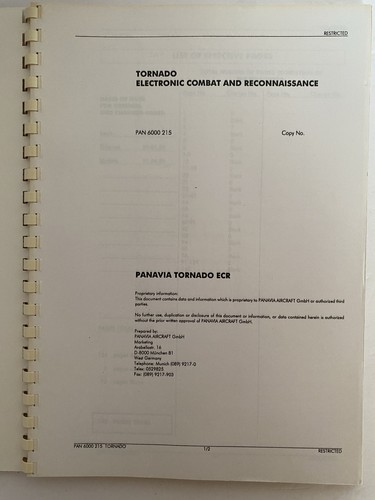 RESTRICTED
TORNADO
ELECTRONIC COMBAT AND RECONNAISSANCE
PAN 6000 215 Copy No.
PANAVIA TORNADO ECR
Proprietary information:
This document contains data and information which is proprietary to PANAVIA AIRCRAFT GmbH or authorized third
parties.
No further use, duplication or disclosure of this document or information, or data contained herein is authorized
without the prior written approval of PANAVIA AIRCRAFT GmbH.
Prepared by:
PANAVIA AIRCRAFT GmbH
Marketing
Arabellastr. 16
D-8000 München 81
West Germany
Telephone: Munich (089) 9217-0
Telex: 0529825
Fax: (089) 9217-903
PAN 6000 215 TORNADO 1/2 RESTRICTED